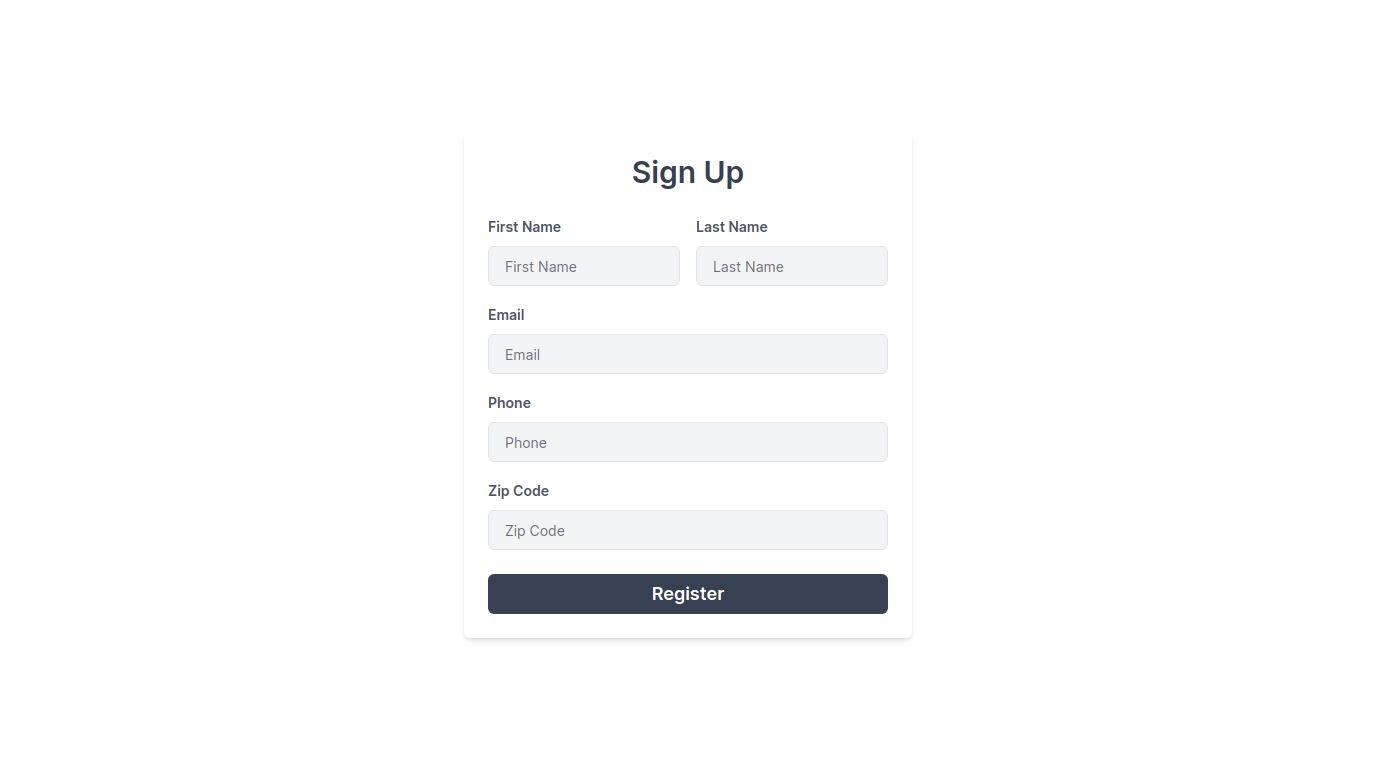 Sign Up
First Name Last Name
First Name Last Name
Email
Email
Phone
Phone
Zip Code
Zip Code
Register